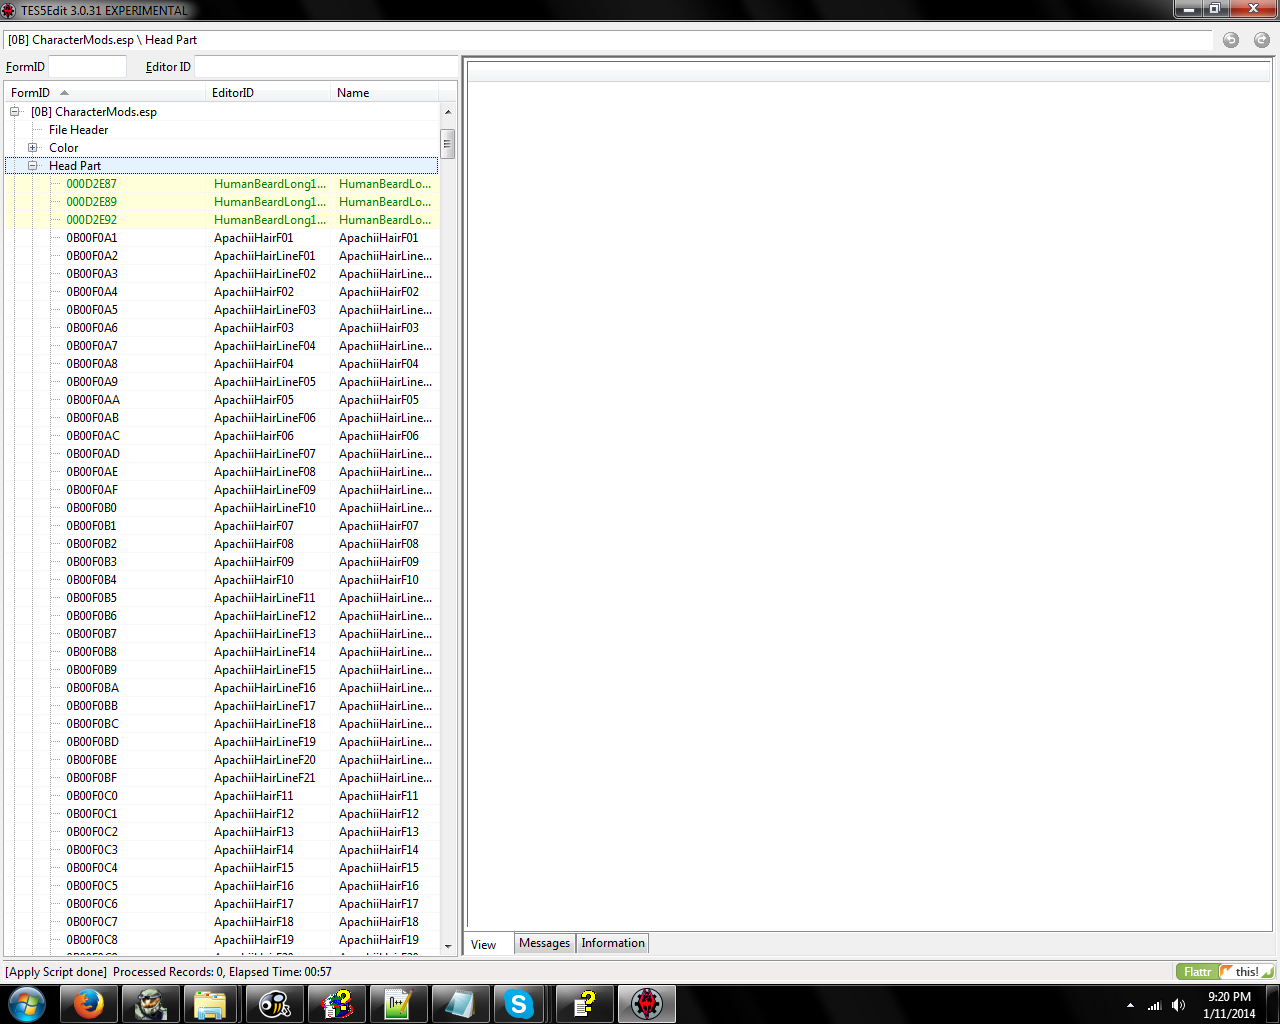 TES5Edit 3.0.31 EXPERIMENTAL
[0B] CharacterMods.esp \ Head Part
FormID Editor ID
FormID EditorID Name
[0B] CharacterMods.esp
File Header
Color
Head Part
000D2E87 HumanBeardLong1... HumanBeardLo...
000D2E89 HumanBeardLong1... HumanBeardLo...
000D2E92 HumanBeardLong1... HumanBeardLo...
0B00F0A1 ApachiiHairF01 ApachiiHairF01
0B00F0A2 ApachiiHairLineF01 ApachiiHairLine...
0B00F0A3 ApachiiHairLineF02 ApachiiHairLine...
0B00F0A4 ApachiiHairF02 ApachiiHairF02
0B00F0A5 ApachiiHairLineF03 ApachiiHairLine...
0B00F0A6 ApachiiHairF03 ApachiiHairF03
0B00F0A7 ApachiiHairLineF04 ApachiiHairLine...
0B00F0A8 ApachiiHairF04 ApachiiHairF04
0B00F0A9 ApachiiHairLineF05 ApachiiHairLine...
0B00F0AA ApachiiHairF05 ApachiiHairF05
0B00F0AB ApachiiHairLineF06 ApachiiHairLine...
0B00F0AC ApachiiHairF06 ApachiiHairF06
0B00F0AD ApachiiHairLineF07 ApachiiHairLine...
0B00F0AE ApachiiHairLineF08 ApachiiHairLine...
0B00F0AF ApachiiHairLineF09 ApachiiHairLine...
0B00F0B0 ApachiiHairLineF10 ApachiiHairLine...
0B00F0B1 ApachiiHairF07 ApachiiHairF07
0B00F0B2 ApachiiHairF08 ApachiiHairF08
0B00F0B3 ApachiiHairF09 ApachiiHairF09
0B00F0B4 ApachiiHairF10 ApachiiHairF10
0B00F0B5 ApachiiHairLineF11 ApachiiHairLine...
0B00F0B6 ApachiiHairLineF12 ApachiiHairLine...
0B00F0B7 ApachiiHairLineF13 ApachiiHairLine...
0B00F0B8 ApachiiHairLineF14 ApachiiHairLine...
0B00F0B9 ApachiiHairLineF15 ApachiiHairLine...
0B00F0BA ApachiiHairLineF16 ApachiiHairLine...
0B00F0BB ApachiiHairLineF17 ApachiiHairLine...
0B00F0BC ApachiiHairLineF18 ApachiiHairLine...
0B00F0BD ApachiiHairLineF19 ApachiiHairLine...
0B00F0BE ApachiiHairLineF20 ApachiiHairLine...
0B00F0BF ApachiiHairLineF21 ApachiiHairLine...
0B00F0C0 ApachiiHairF11 ApachiiHairF11
0B00F0C1 ApachiiHairF12 ApachiiHairF12
0B00F0C2 ApachiiHairF13 ApachiiHairF13
0B00F0C3 ApachiiHairF14 ApachiiHairF14
0B00F0C4 ApachiiHairF15 ApachiiHairF15
0B00F0C5 ApachiiHairF16 ApachiiHairF16
0B00F0C6 ApachiiHairF17 ApachiiHairF17
0B00F0C7 ApachiiHairF18 ApachiiHairF18
0B00F0C8 ApachiiHairF19 ApachiiHairF19
View Messages Information
[Apply Script done] Processed Records: 0, Elapsed Time: 00:57
Flattr this!
9:20 PM
1/11/2014